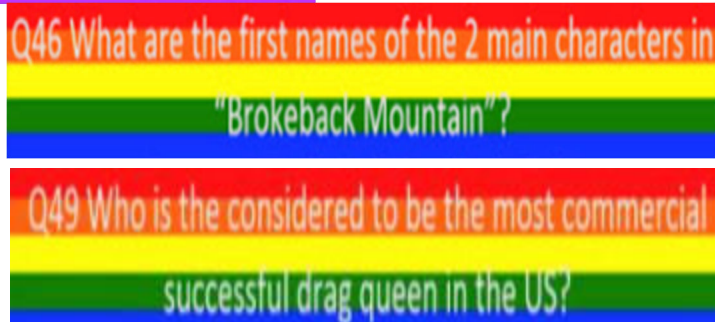 Q46 What are the first names of the 2 main characters in
"Brokeback Mountain"?
Q49 Who is the considered to be the most commercial
successful drag queen in the US?